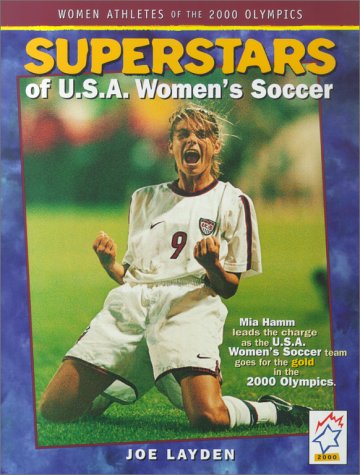 WOMEN ATHLETES OF THE 2000 OLYMPICS
SUPERSTARS
of U.S.A. Women's Soccer
9
Mia Hamm
leads the charge
as the U.S.A.
Women's Soccer team
goes for the gold
in the
2000 Olympics.
2000
JOE LAYDEN